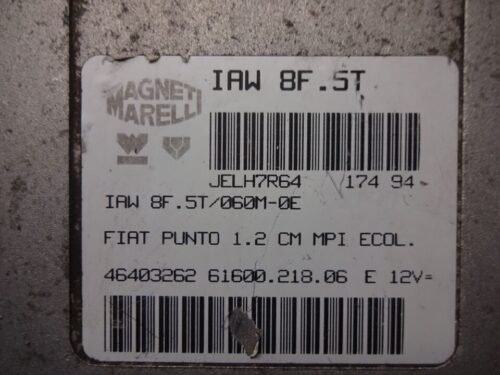 IAW 8F.5T
MAGNETI
MARELLI
JELH7R64 174 94
IAW 8F.5T/060M-0E
FIAT PUNTO 1.2 CM MPI ECOL.
46403262 61600.218.06 E 12V=